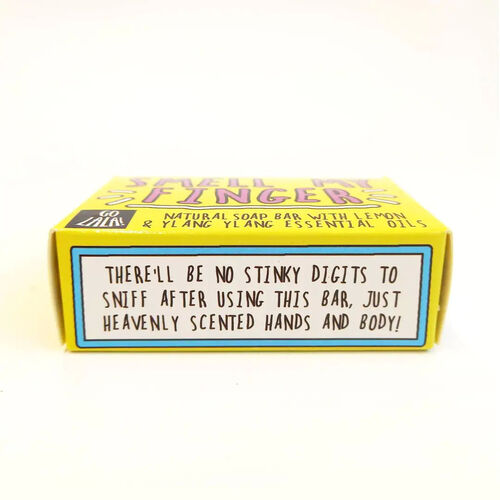 SMELL MY
FINGER
GO
LALA!
NATURAL SOAP BAR WITH LEMON
& YLANG YLANG ESSENTIAL OILS
THERE'LL BE NO STINKY DIGITS TO
SNIFF AFTER USING THIS BAR, JUST
HEAVENLY SCENTED HANDS AND BODY!